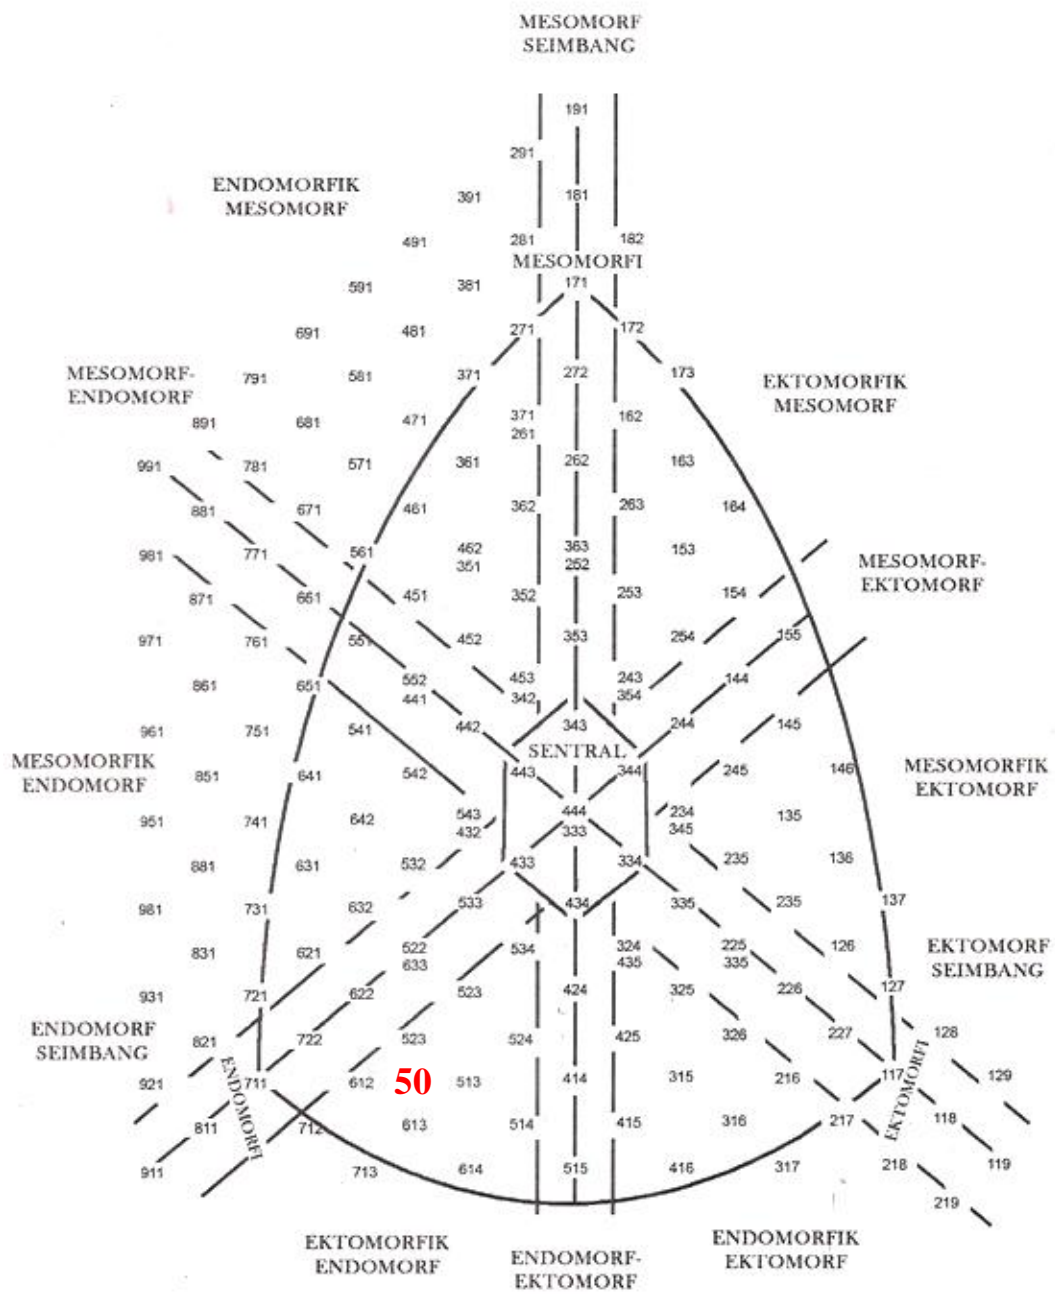 MESOMORF
SEIMBANG
191
291
ENDOMORFIK
MESOMORF
391 181
491 281 182
MESOMORFI
591 381 171
691 481 271 172
MESOMORF-
ENDOMORF
791 581 371 272 173
EKTOMORFIK
MESOMORF
891 681 471 371 162
261
991 781 571 361 262 163
881 671 461 362 263 164
981 771 561 462 363 153
351 252
MESOMORF-
EKTOMORF
871 661 451 352 253 154
971 761 551 452 353 254 155
861 651 552 453 243 144
441 342 354
961 751 541 442 343 244 145
MESOMORFIK
ENDOMORF
SENTRAL
MESOMORFIK
EKTOMORF
851 641 542 443 344 245 146
951 741 642 543 444 234 135
432 333 345
881 631 532 433 334 235 136
981 731 632 533 434 335 235 137
831 621 522 534 324 225 126
633 435 335
EKTOMORF
SEIMBANG
931 721 622 523 424 325 226 127
ENDOMORF
SEIMBANG
821 722 523 524 425 326 227 128
921 711 612 50 513 414 315 216 117 129
ENDOMORFI
EKTOMORFI
811 712 613 514 415 316 217 118
911 713 614 515 416 317 218 119
219
EKTOMORFIK
ENDOMORF
ENDOMORF-
EKTOMORF
ENDOMORFIK
EKTOMORF